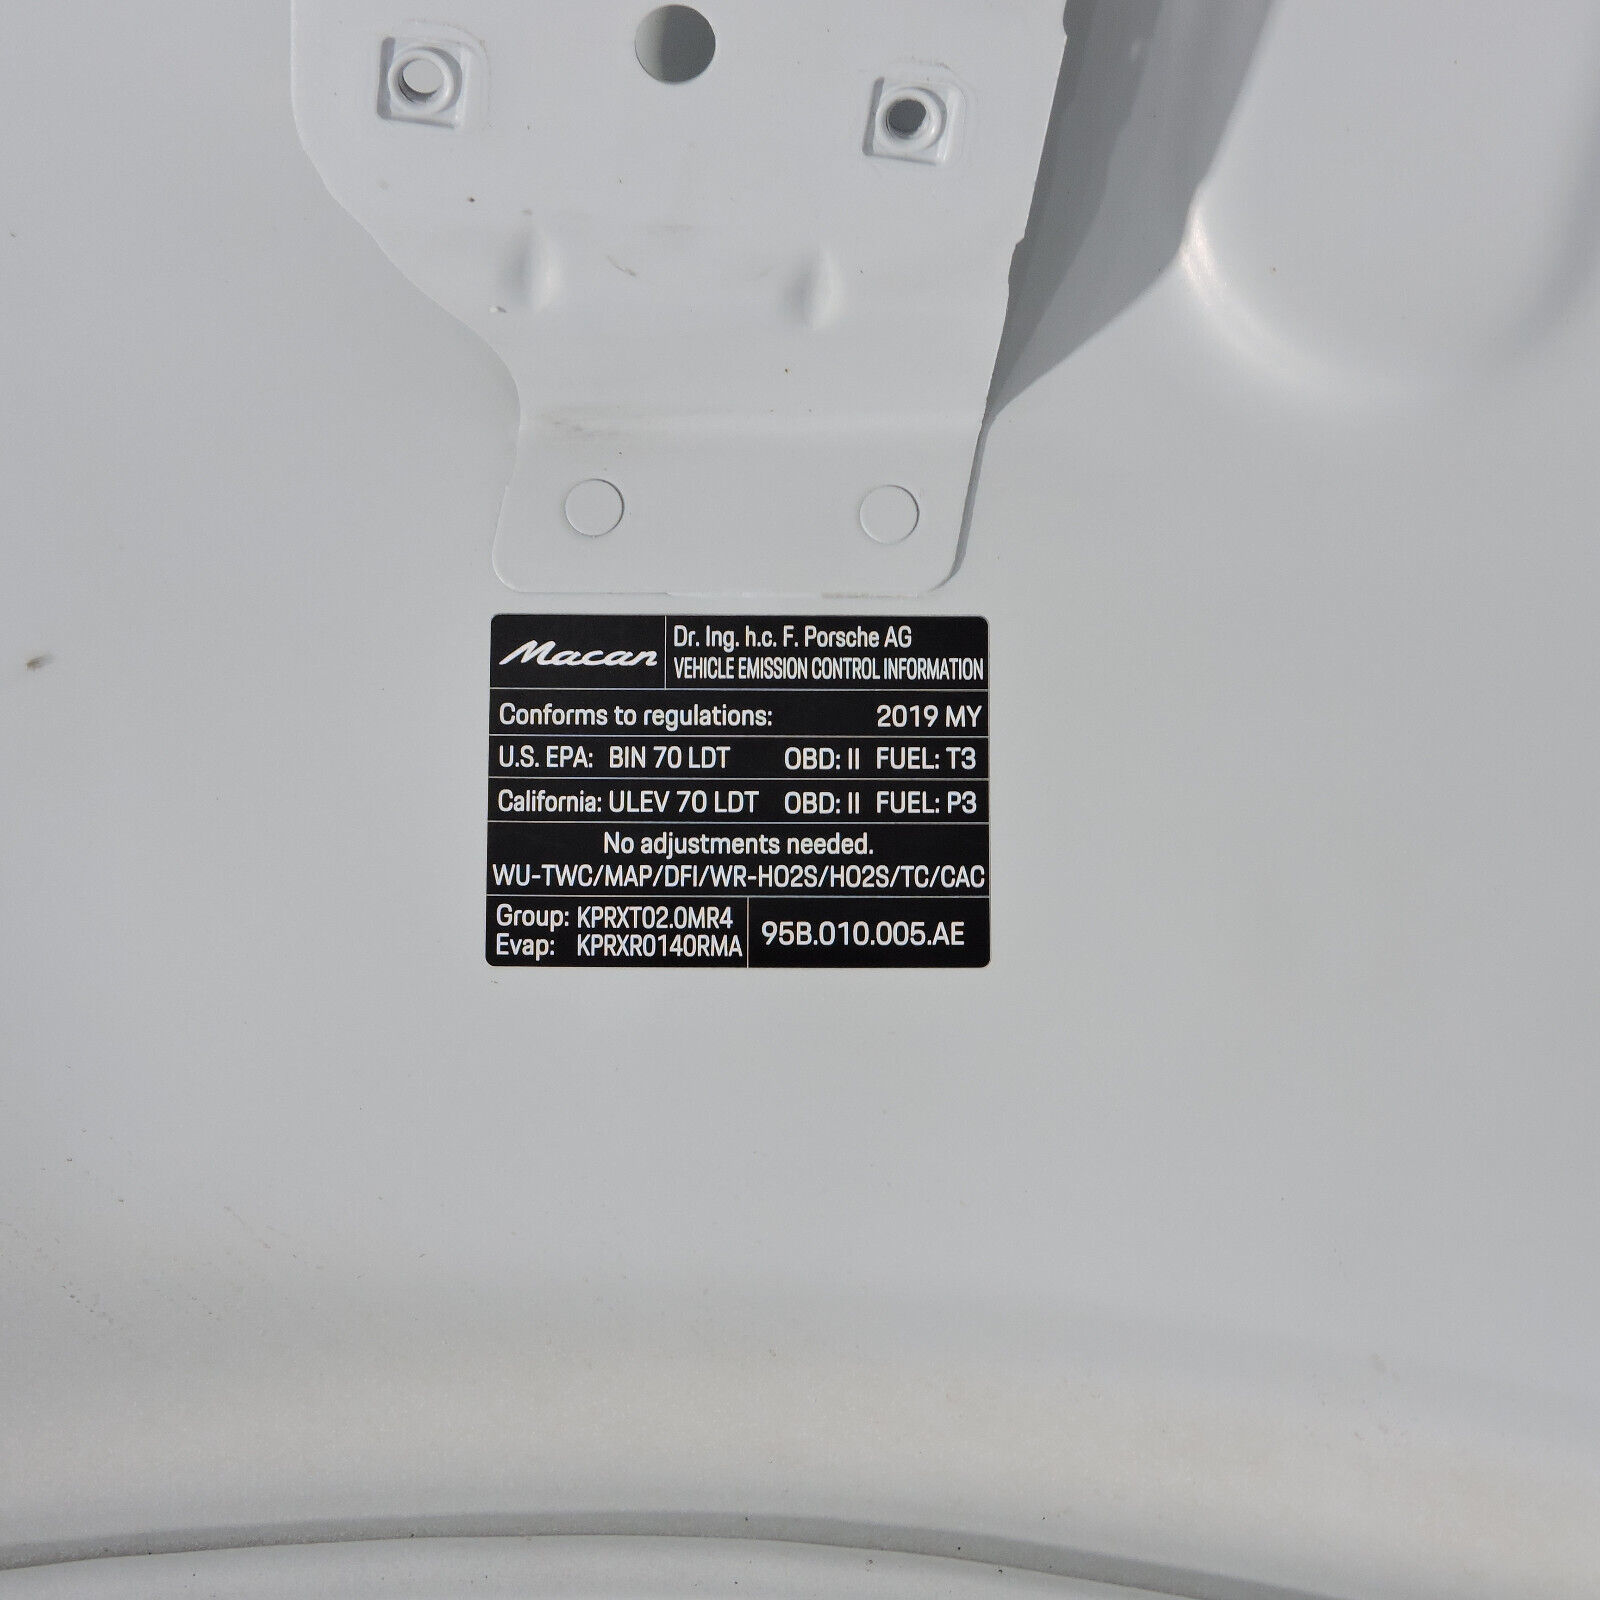 Macan
Dr. Ing. h.c. F. Porsche AG
VEHICLE EMISSION CONTROL INFORMATION
Conforms to regulations: 2019 MY
U.S. EPA: BIN 70 LDT OBD: II FUEL: T3
California: ULEV 70 LDT OBD: II FUEL: P3
No adjustments needed.
WU-TWC/MAP/DFI/WR-HO2S/HO2S/TC/CAC
Group: KPRXT02.0MR4
Evap: KPRXR0140RMA
95B.010.005.AE